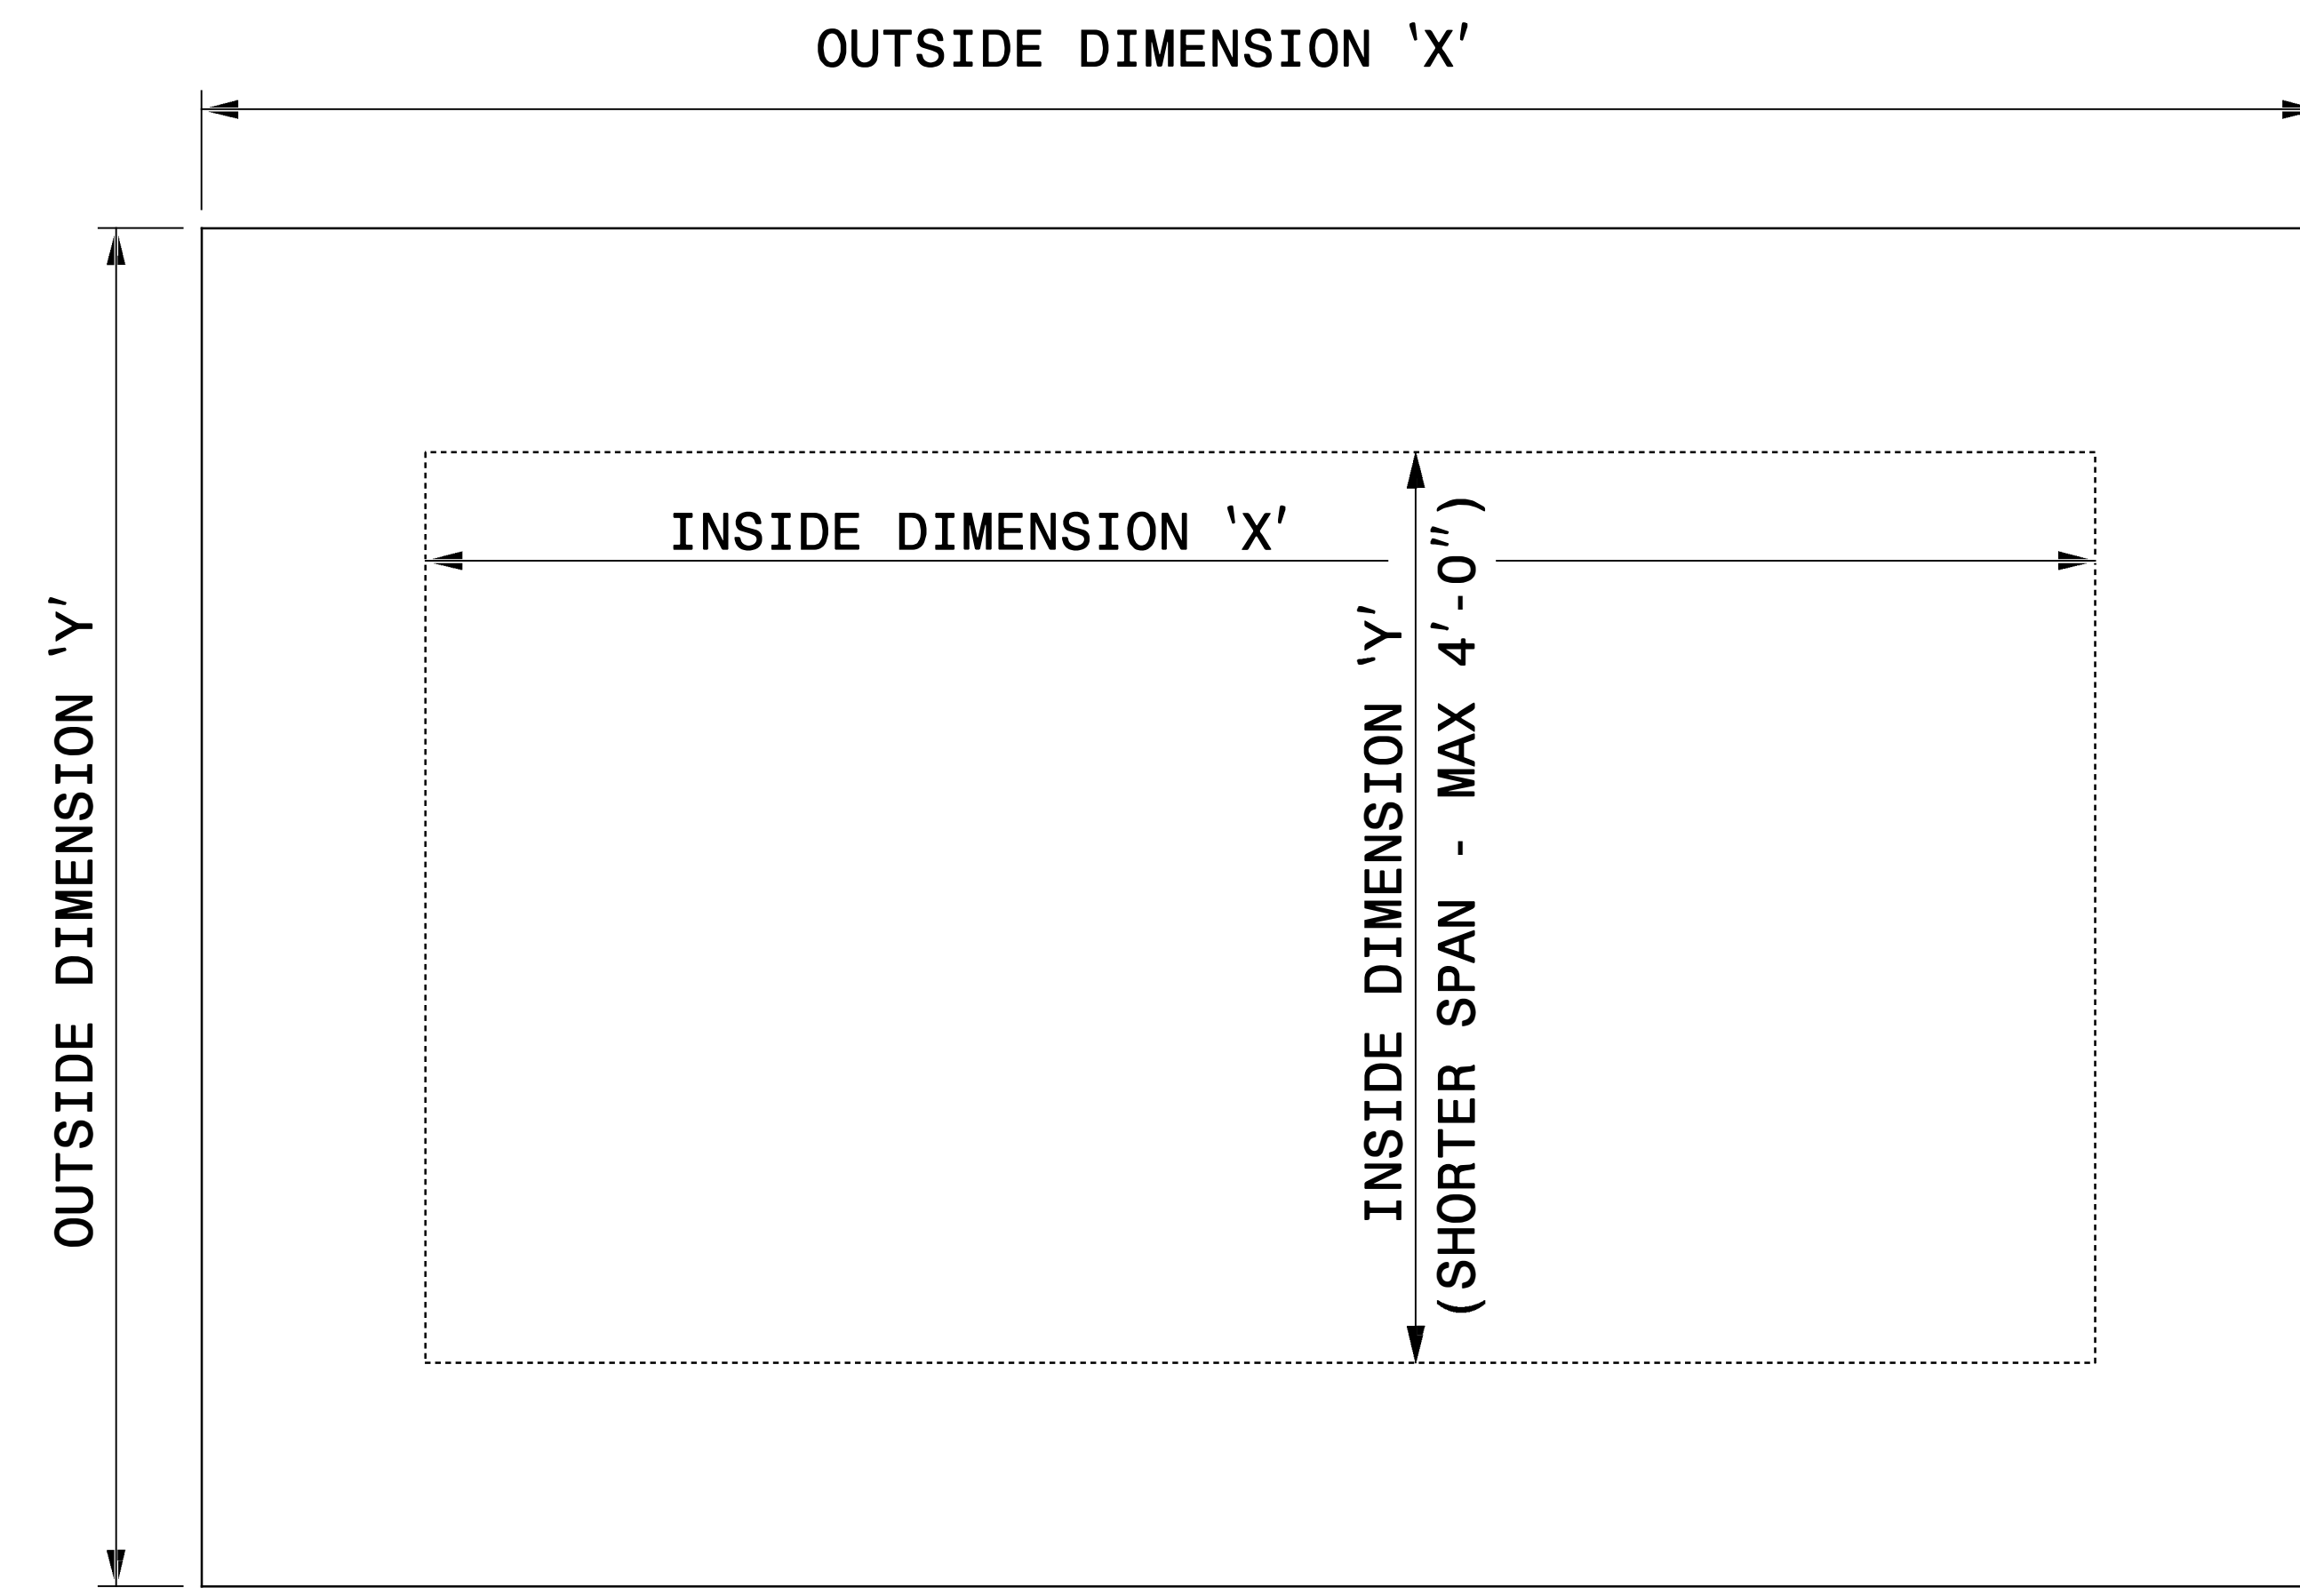 OUTSIDE DIMENSION 'X'
INSIDE DIMENSION 'X'
OUTSIDE DIMENSION 'Y'
INSIDE DIMENSION 'Y'
(SHORTER SPAN - MAX 4'-0")